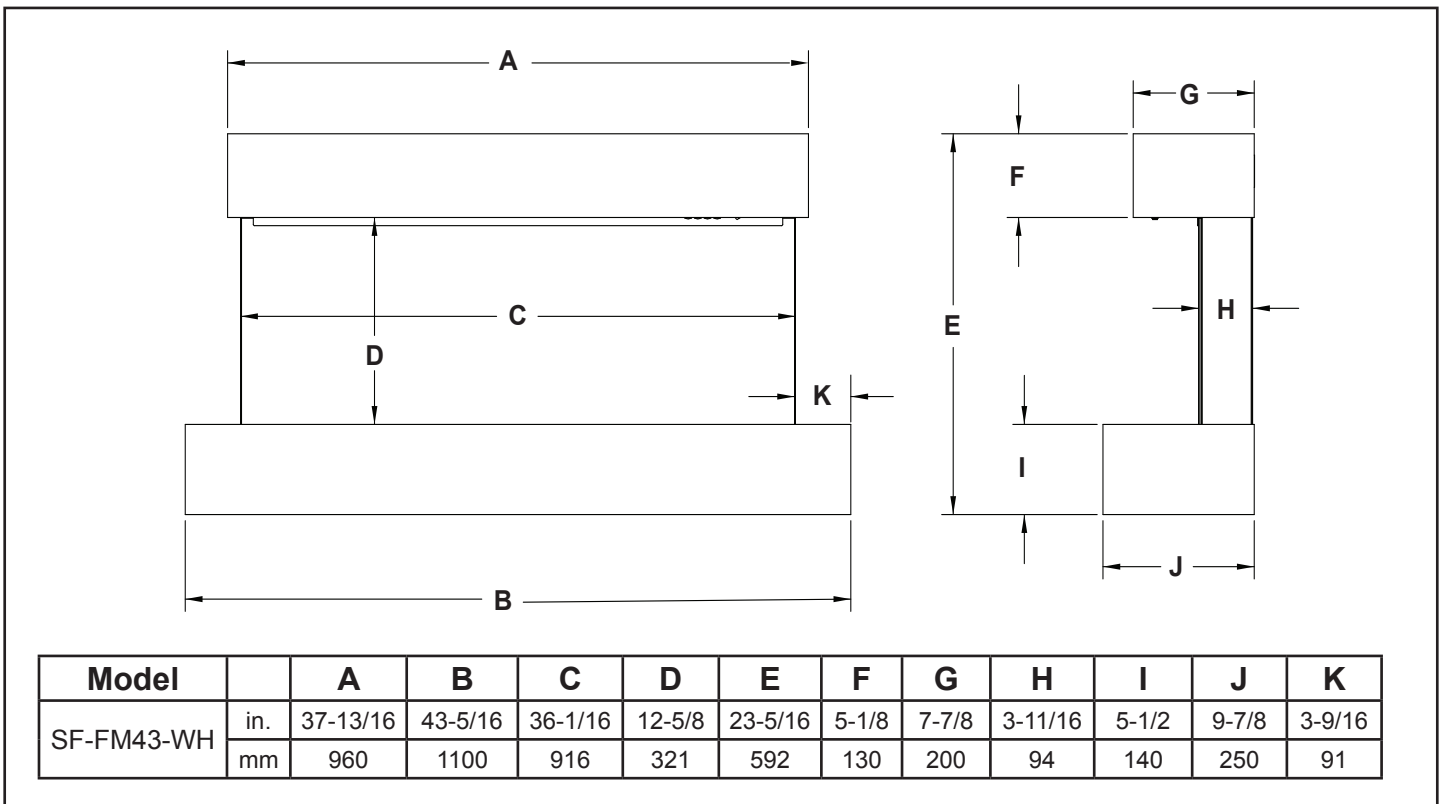 A
G
F
C
H
E
D
K
I
J
B
Model A B C D E F G H I J K
SF-FM43-WH
in. 37-13/16 43-5/16 36-1/16 12-5/8 23-5/16 5-1/8 7-7/8 3-11/16 5-1/2 9-7/8 3-9/16
mm 960 1100 916 321 592 130 200 94 140 250 91